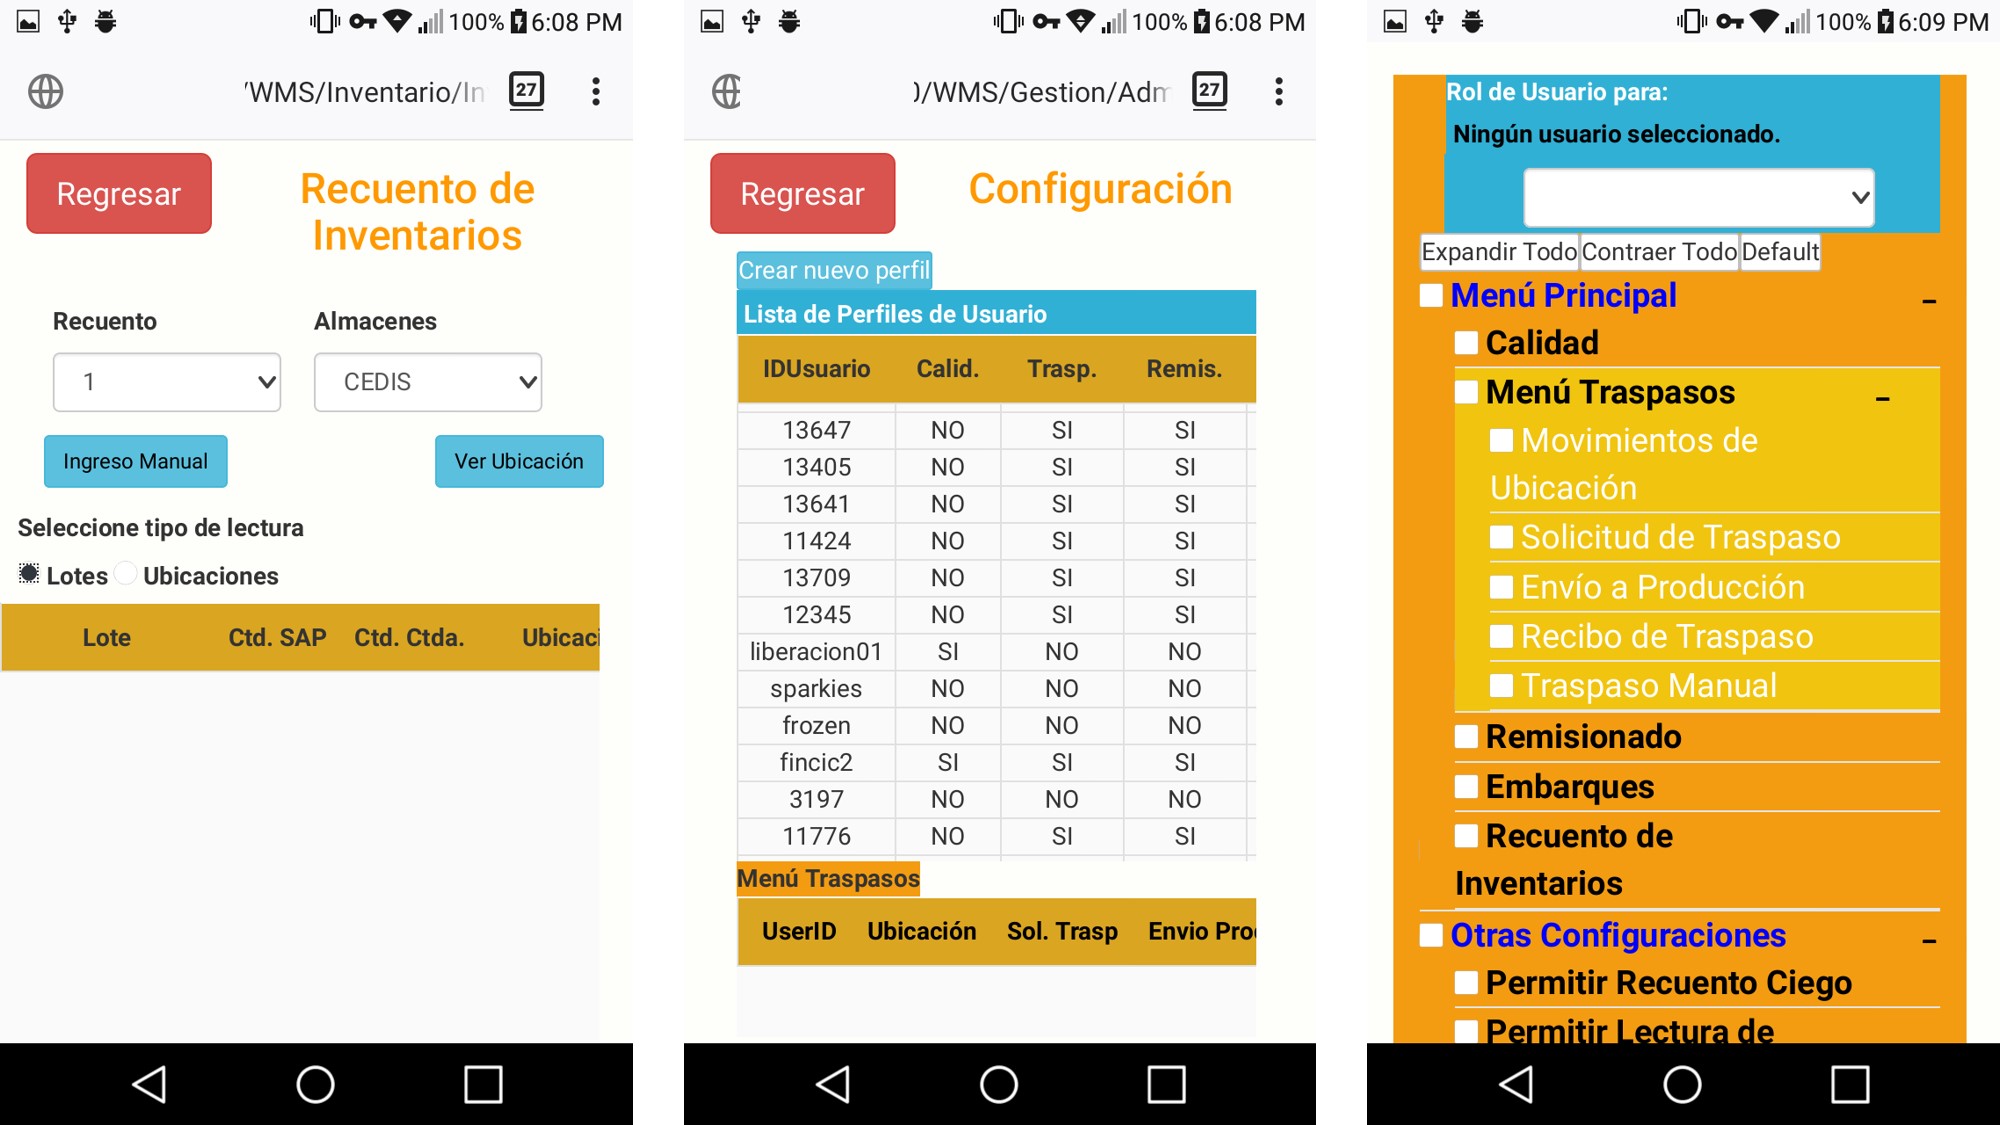 100% 6:08 PM
/WMS/Inventario/In 27
Regresar
Recuento de
Inventarios
Recuento Almacenes
1 CEDIS
Ingreso Manual Ver Ubicación
Seleccione tipo de lectura
Lotes Ubicaciones
Lote Ctd. SAP Ctd. Ctda. Ubicaci
100% 6:08 PM
)/WMS/Gestion/Adm 27
Regresar
Configuración
Crear nuevo perfil
Lista de Perfiles de Usuario
IDUsuario Calid. Trasp. Remis.
13647 NO SI SI
13405 NO SI SI
13641 NO SI SI
11424 NO SI SI
13709 NO SI SI
12345 NO SI SI
liberacion01 SI NO NO
sparkies NO NO NO
frozen NO NO NO
fincic2 SI SI SI
3197 NO NO NO
11776 NO SI SI
Menú Traspasos
UserID Ubicación Sol. Trasp Envio Pro
100% 6:09 PM
Rol de Usuario para:
Ningún usuario seleccionado.
Expandir Todo Contraer Todo Default
Menú Principal –
Calidad
Menú Traspasos –
Movimientos de
Ubicación
Solicitud de Traspaso
Envío a Producción
Recibo de Traspaso
Traspaso Manual
Remisionado
Embarques
Recuento de
Inventarios
Otras Configuraciones –
Permitir Recuento Ciego
Permitir Lectura de